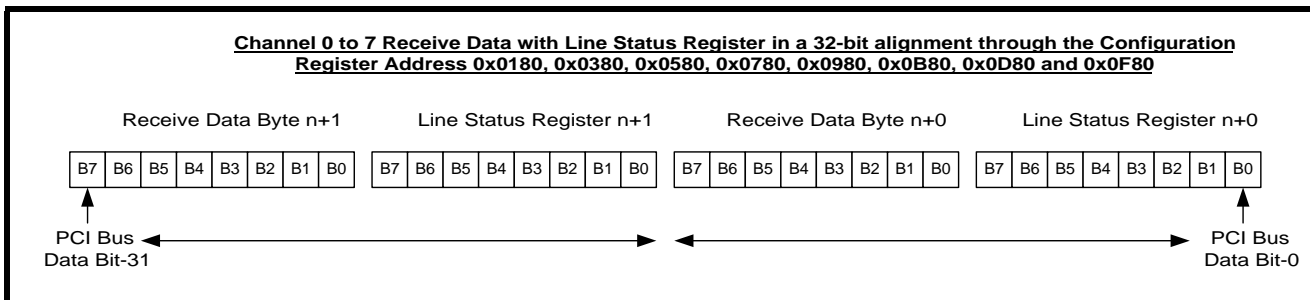 Channel 0 to 7 Receive Data with Line Status Register in a 32-bit alignment through the Configuration
Register Address 0x0180, 0x0380, 0x0580, 0x0780, 0x0980, 0x0B80, 0x0D80 and 0x0F80
Receive Data Byte n+1 Line Status Register n+1 Receive Data Byte n+0 Line Status Register n+0
B7 B6 B5 B4 B3 B2 B1 B0 B7 B6 B5 B4 B3 B2 B1 B0 B7 B6 B5 B4 B3 B2 B1 B0 B7 B6 B5 B4 B3 B2 B1 B0
PCI Bus
Data Bit-31
PCI Bus
Data Bit-0